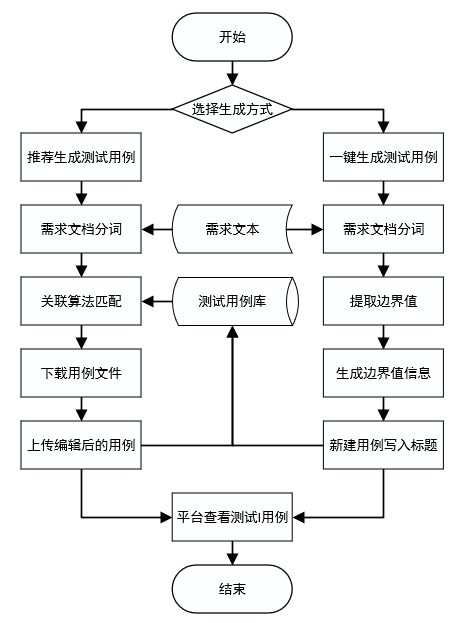 开始
选择生成方式
推荐生成测试用例
一键生成测试用例
需求文档分词
需求文本
需求文档分词
关联算法匹配
测试用例库
提取边界值
下载用例文件
生成边界值信息
上传编辑后的用例
新建用例写入标题
平台查看测试I用例
结束